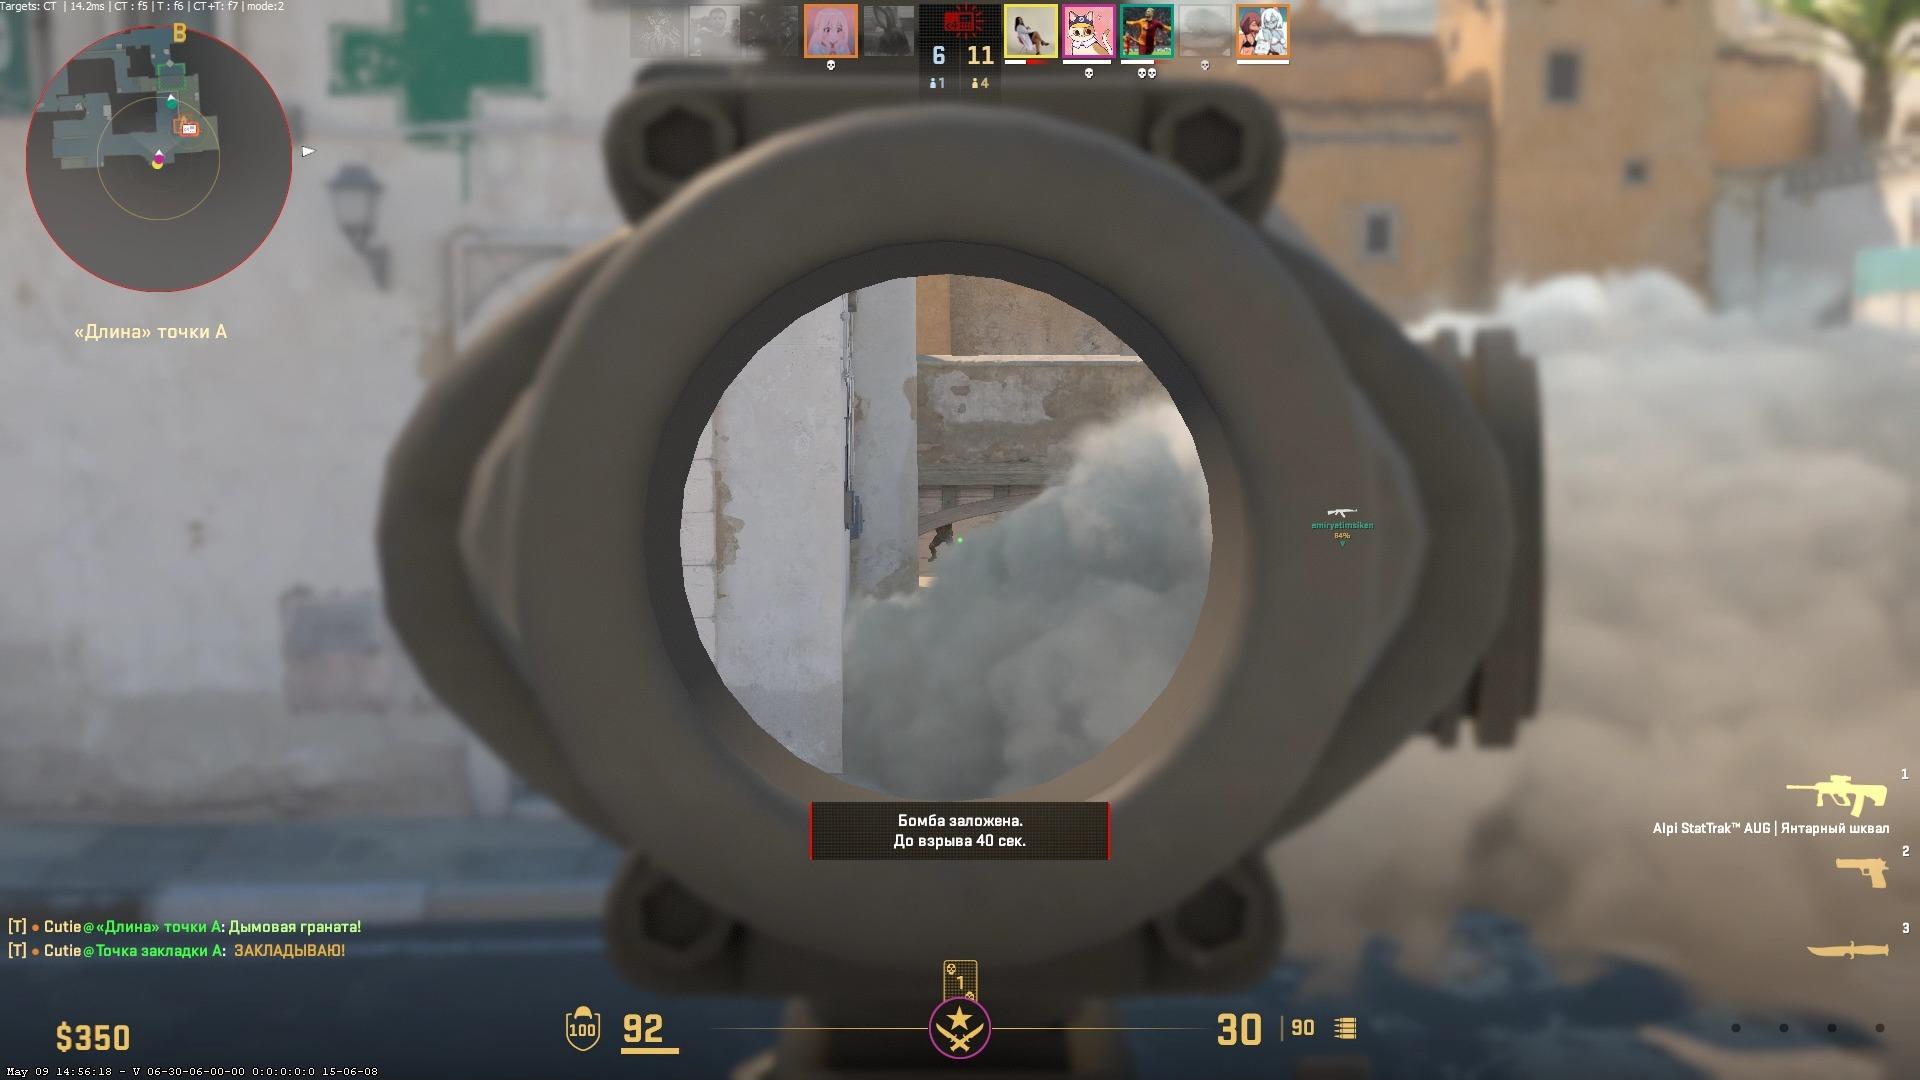 Targets: CT | 14.2ms | CT : f5 | T : f6 | CT+T: f7 | mode:2
B
6 11
1 4
«Длина» точки А
amiryatimsiken
64%
Бомба заложена.
До взрыва 40 сек.
1
Alpi StatTrak™ AUG | Янтарный шквал
2
3
[T] ● Cutie@«Длина» точки А: Дымовая граната!
[T] ● Cutie@Точка закладки А: ЗАКЛАДЫВАЮ!
1
$350
100 92
30 | 90
May 09 14:56:18 - V 06-30-06-00-00 0:0:0:0:0 15-06-08